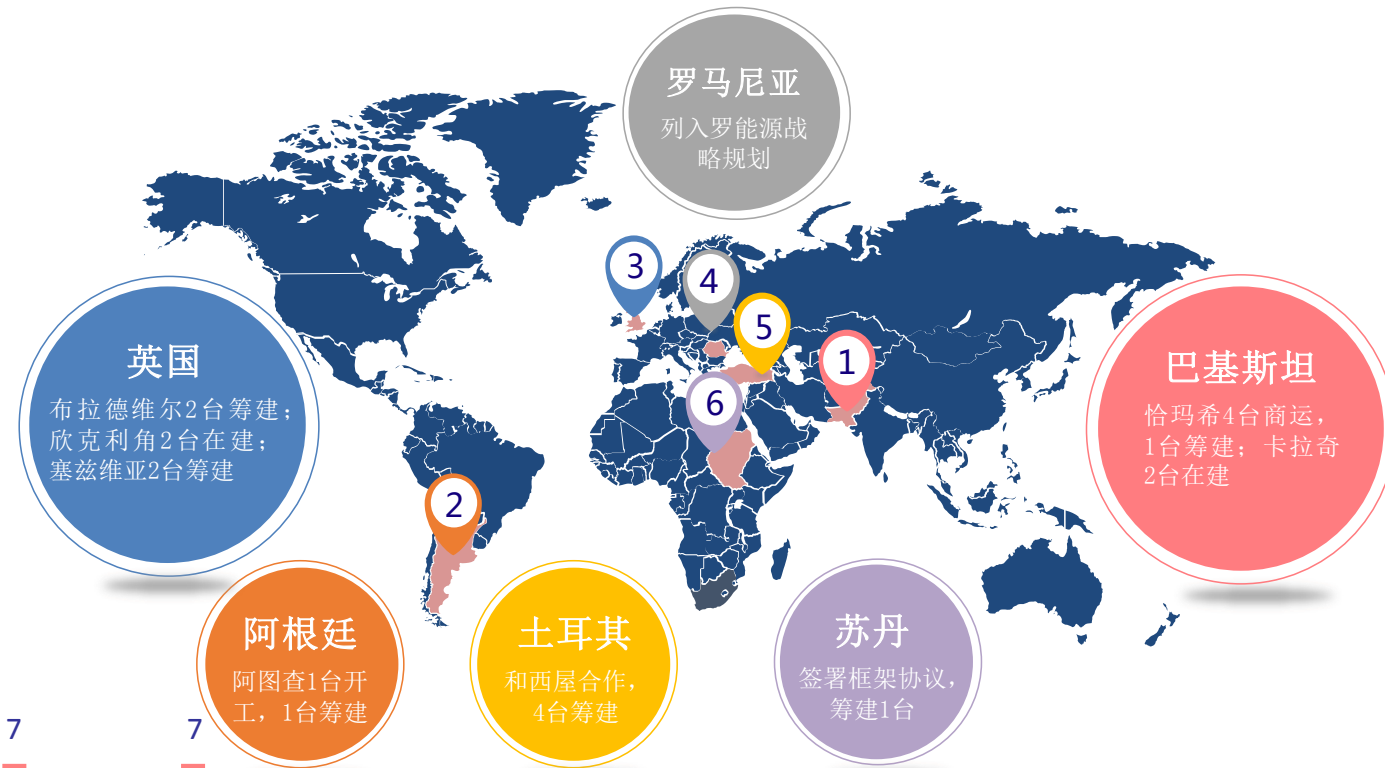 罗马尼亚
列入罗能源战
略规划
3
4
5
1
6
2
英国
布拉德维尔2台筹建；
欣克利角2台在建；
塞兹维亚2台筹建
巴基斯坦
恰玛希4台商运，
1台筹建；卡拉奇
2台在建
阿根廷
阿图查1台开
工，1台筹建
土耳其
和西屋合作，
4台筹建
苏丹
签署框架协议，
筹建1台
7
7